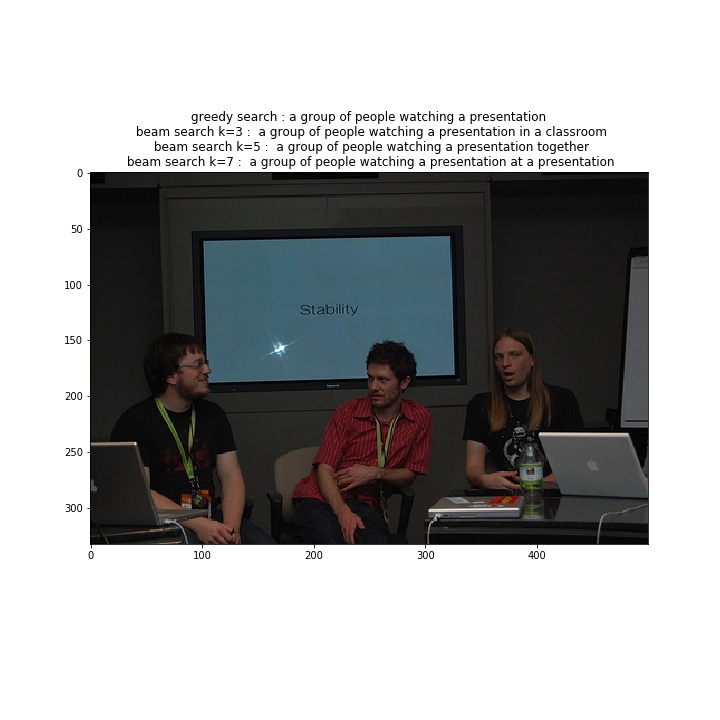 greedy search : a group of people watching a presentation
beam search k=3 :  a group of people watching a presentation in a classroom
beam search k=5 :  a group of people watching a presentation together
beam search k=7 :  a group of people watching a presentation at a presentation
0
50
100
150
200
250
300
Stability
Panasonic
0
100
200
300
400